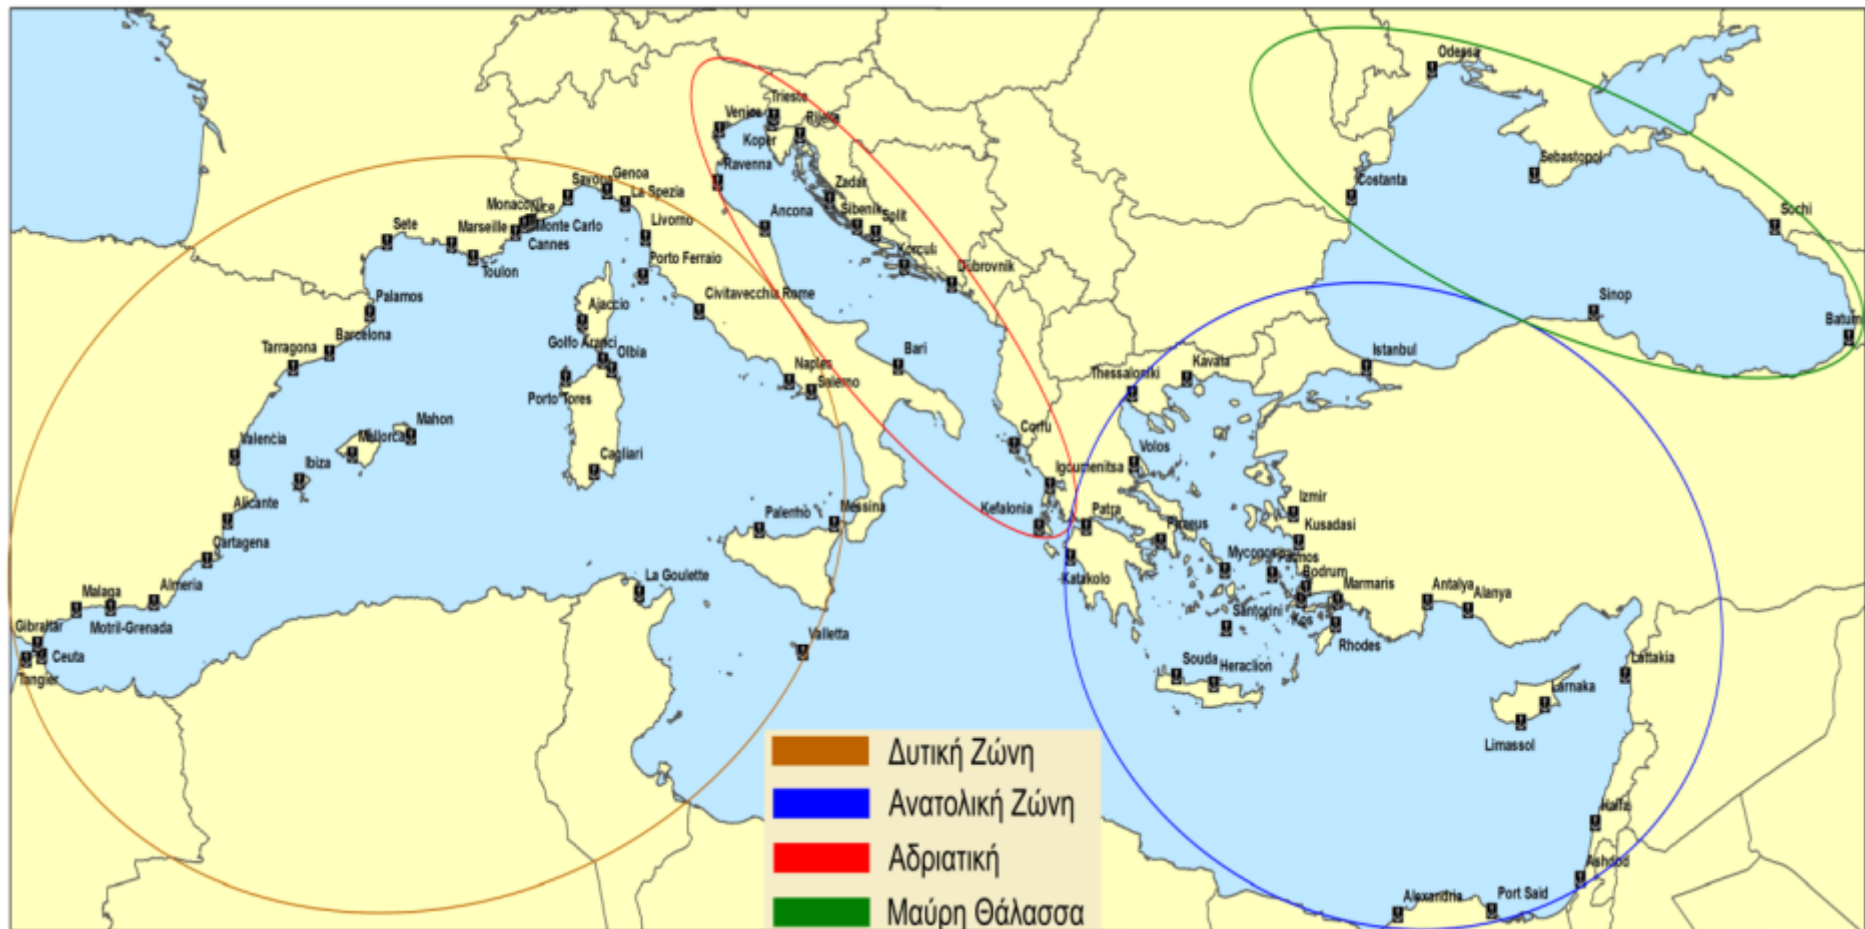 Odessa
Trieste
Venice
Rijeka
Koper
Ravenna
Sebastopol
Genoa
Savona
Costanta
Zadar
La Spezia
Monaco
Nice
Sibenik
Split
Sochi
Sete
Marseille
Monte Carlo
Livorno
Ancona
Cannes
Korcula
Toulon
Porto Ferraio
Dubrovnik
Palamos
Ajaccio
Civitavecchia Rome
Sinop
Batumi
Barcelona
Tarragona
Golfo Aranci
Olbia
Bari
Istanbul
Naples
Salerno
Thessaloniki
Kavala
Porto Tores
Mahon
Valencia
Mallorca
Corfu
Volos
Ibiza
Cagliari
Igoumenitsa
Alicante
Palermo
Messina
Kefalonia
Patra
Izmir
Kusadasi
Cartagena
Pireus
Myconos
Patmos
La Goulette
Katakolo
Bodrum
Malaga
Almeria
Marmaris
Antalya
Alanya
Gibraltar
Motril-Grenada
Santorini
Kos
Valletta
Rhodes
Ceuta
Tangier
Souda
Heraclion
Lattakia
Larnaka
Limassol
Haifa
Ashdod
Alexandria
Port Said
Δυτική Ζώνη
Ανατολική Ζώνη
Αδριατική
Μαύρη Θάλασσα